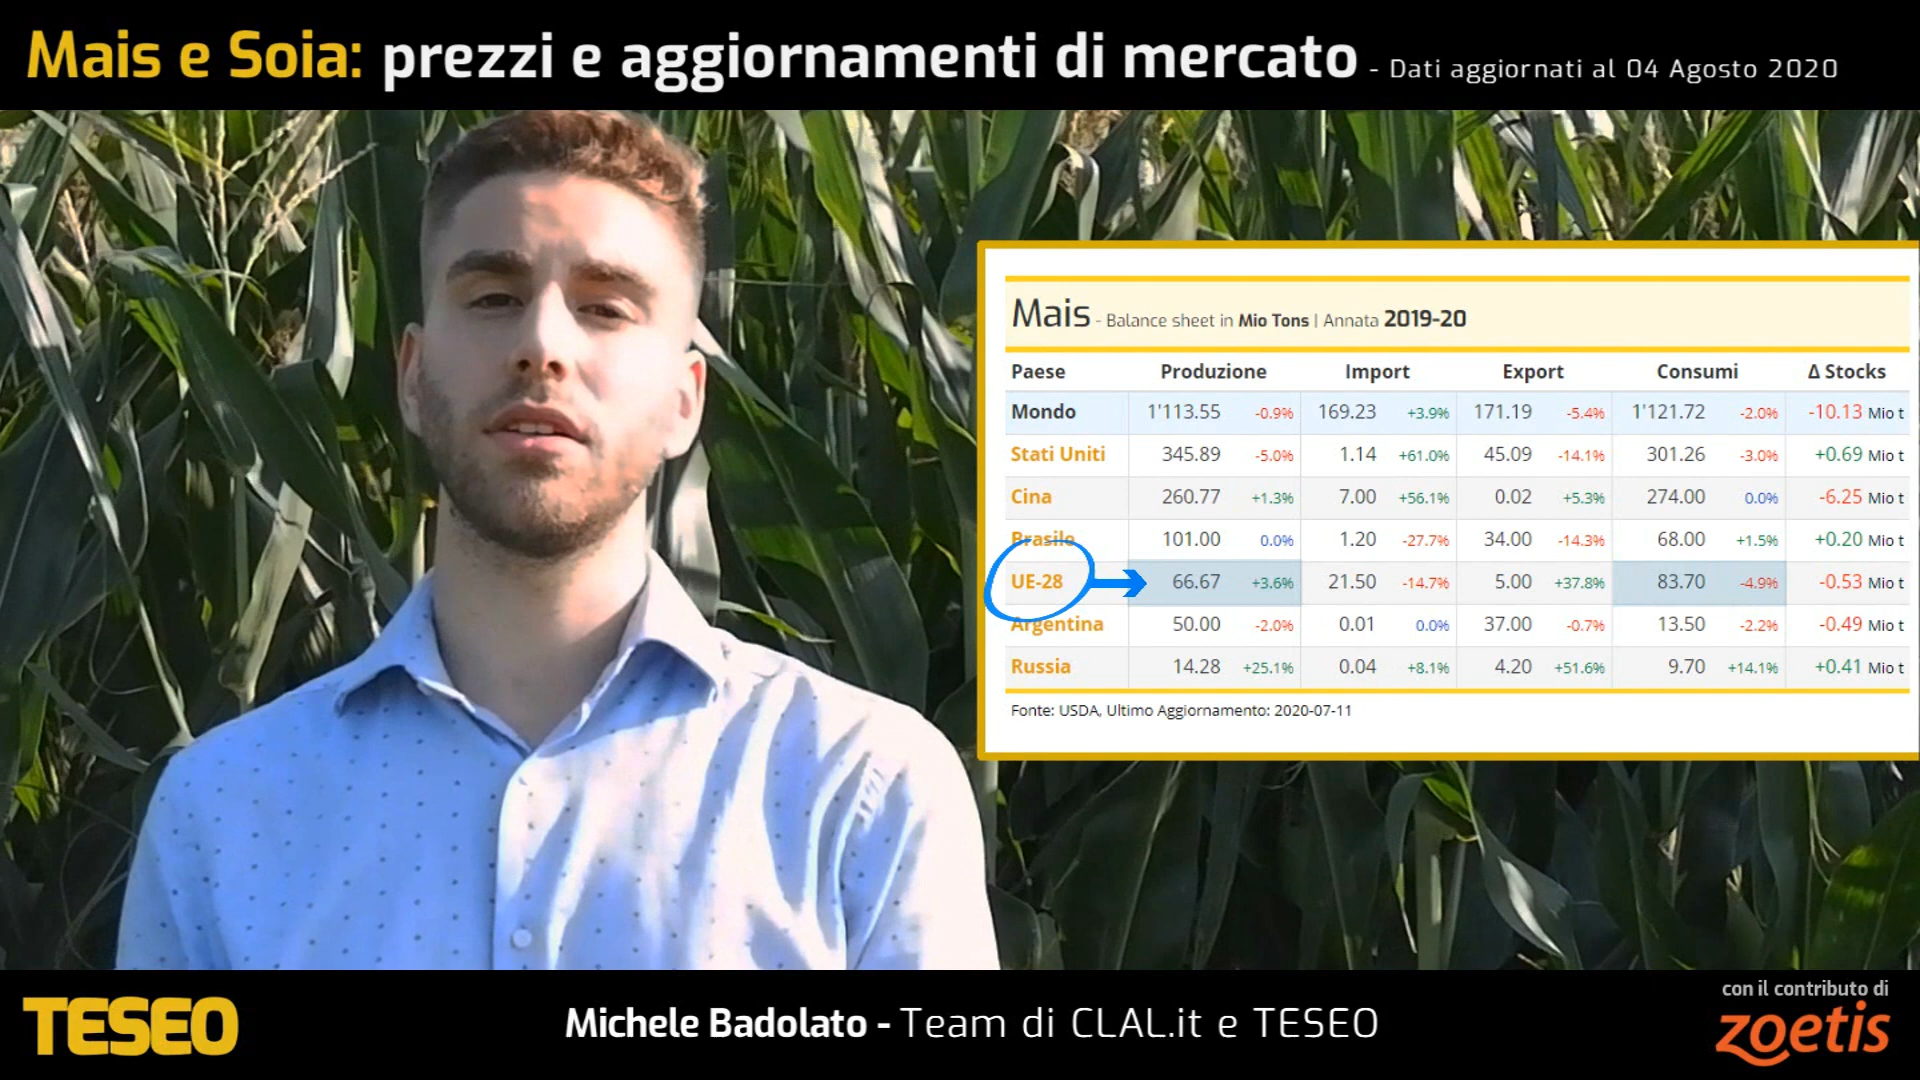 Mais e Soia: prezzi e aggiornamenti di mercato - Dati aggiornati al 04 Agosto 2020
Mais - Balance sheet in Mio Tons | Annata 2019-20
Paese Produzione Import Export Consumi Δ Stocks
Mondo 1'113.55 -0.9% 169.23 +3.9% 171.19 -5.4% 1'121.72 -2.0% -10.13 Mio t
Stati Uniti 345.89 -5.0% 1.14 +61.0% 45.09 -14.1% 301.26 -3.0% +0.69 Mio t
Cina 260.77 +1.3% 7.00 +56.1% 0.02 +5.3% 274.00 0.0% -6.25 Mio t
Brasile 101.00 0.0% 1.20 -27.7% 34.00 -14.3% 68.00 +1.5% +0.20 Mio t
UE-28 66.67 +3.6% 21.50 -14.7% 5.00 +37.8% 83.70 -4.9% -0.53 Mio t
Argentina 50.00 -2.0% 0.01 0.0% 37.00 -0.7% 13.50 -2.2% -0.49 Mio t
Russia 14.28 +25.1% 0.04 +8.1% 4.20 +51.6% 9.70 +14.1% +0.41 Mio t
Fonte: USDA, Ultimo Aggiornamento: 2020-07-11
TESEO
Michele Badolato - Team di CLAL.it e TESEO
con il contributo di
zoetis